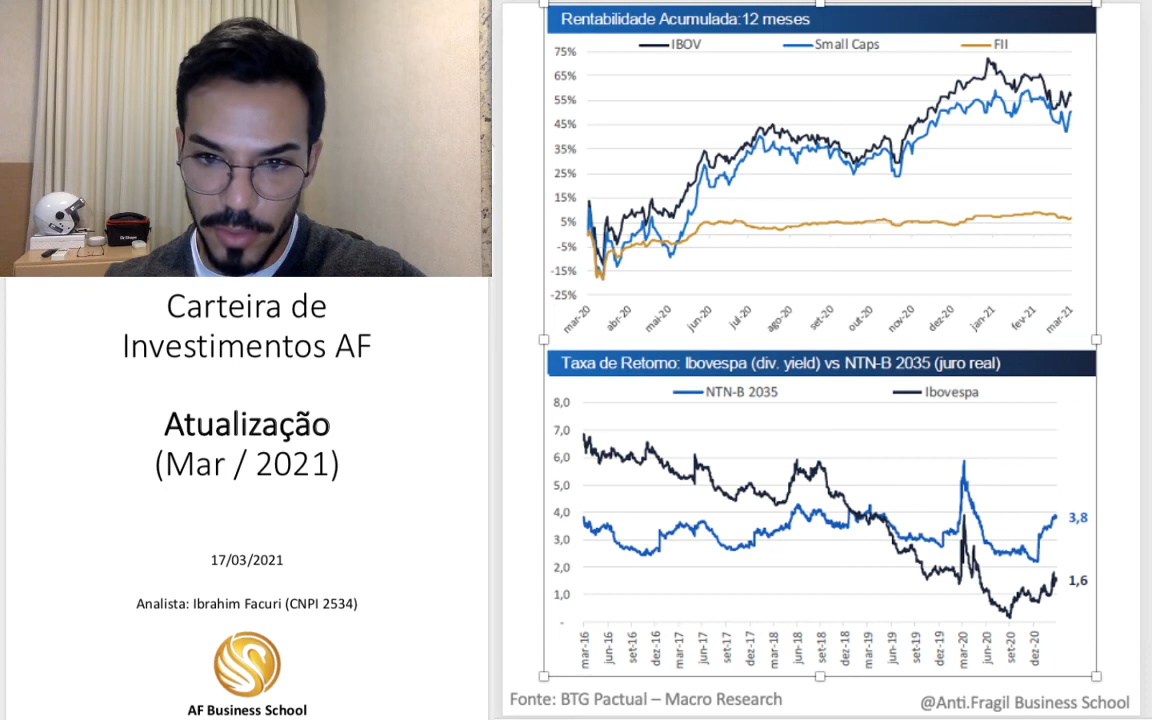 Carteira de
Investimentos AF
Atualização
(Mar / 2021)
17/03/2021
Analista: Ibrahim Facuri (CNPI 2534)
AF Business School
Rentabilidade Acumulada:12 meses
IBOV Small Caps FII
75%
65%
55%
45%
35%
25%
15%
5%
-5%
-15%
-25%
mar-20 abr-20 mai-20 jun-20 jul-20 ago-20 set-20 out-20 nov-20 dez-20 jan-21 fev-21 mar-21
Taxa de Retorno: Ibovespa (div. yield) vs NTN-B 2035 (juro real)
NTN-B 2035 Ibovespa
8,0
7,0
6,0
5,0
4,0
3,0
2,0
1,0
-
3,8
1,6
mar-16 jun-16 set-16 dez-16 mar-17 jun-17 set-17 dez-17 mar-18 jun-18 set-18 dez-18 mar-19 jun-19 set-19 dez-19 mar-20 jun-20 set-20 dez-20
Fonte: BTG Pactual – Macro Research
@Anti.Fragil Business School